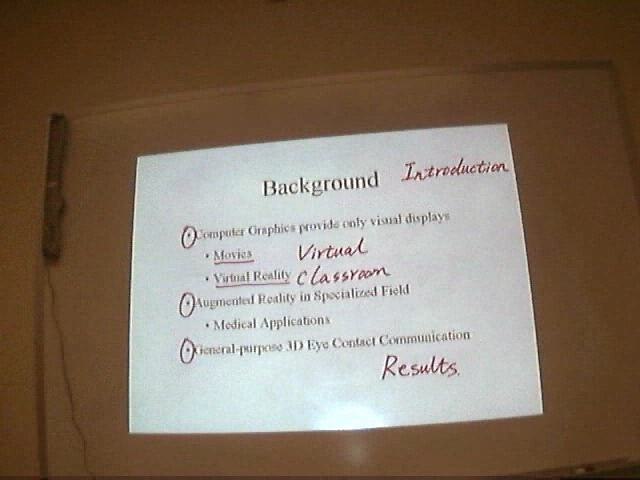 Background Introduction
• Computer Graphics provide only visual displays
• Movies Virtual
• Virtual Reality Classroom
• Augmented Reality in Specialized Field
• Medical Applications
• General-purpose 3D Eye Contact Communication
Results.